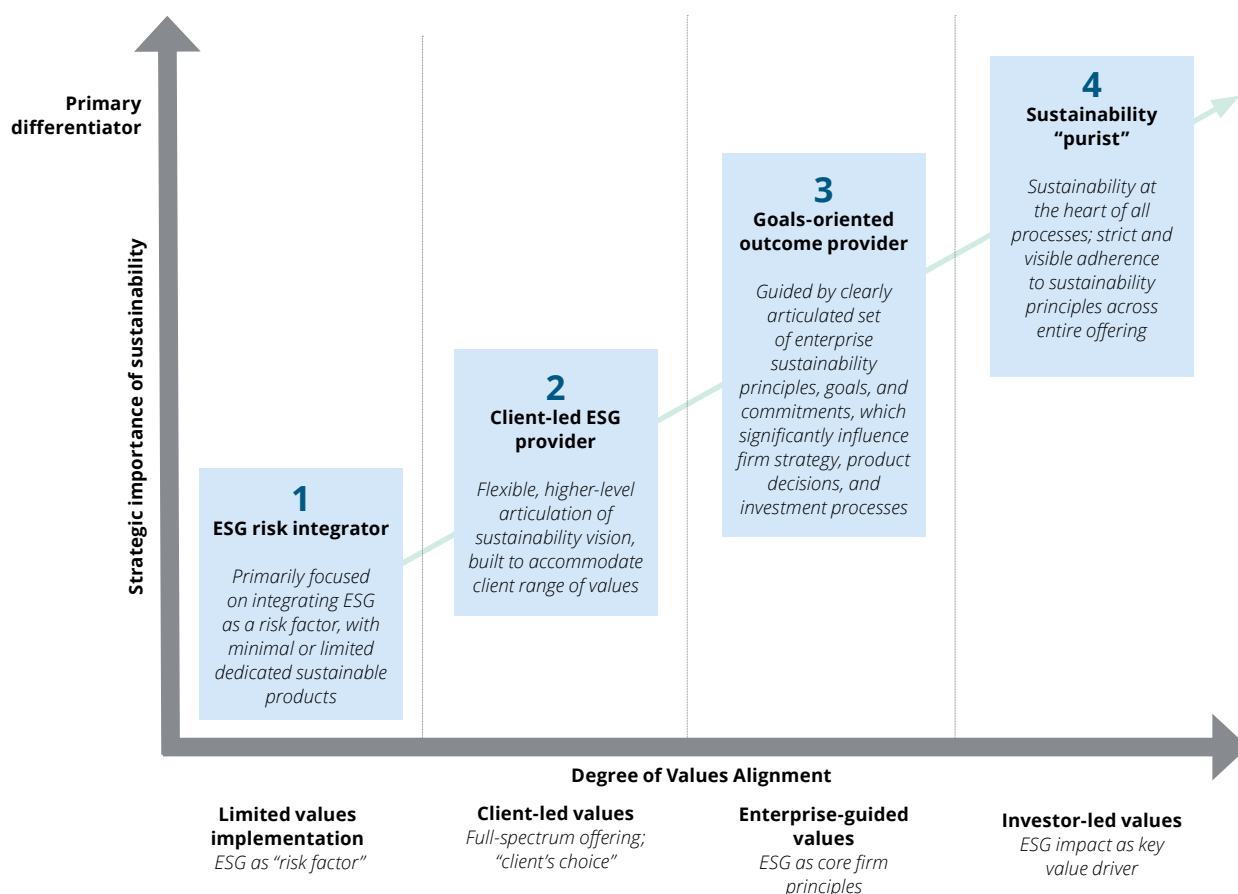 Primary
differentiator
Strategic importance of sustainability
1
ESG risk integrator
Primarily focused
on integrating ESG
as a risk factor, with
minimal or limited
dedicated sustainable
products
2
Client-led ESG
provider
Flexible, higher-level
articulation of
sustainability vision,
built to accommodate
client range of values
3
Goals-oriented
outcome provider
Guided by clearly
articulated set
of enterprise
sustainability
principles, goals, and
commitments, which
significantly influence
firm strategy, product
decisions, and
investment processes
4
Sustainability
“purist”
Sustainability at
the heart of all
processes; strict and
visible adherence
to sustainability
principles across
entire offering
Degree of Values Alignment
Limited values
implementation
ESG as “risk factor”
Client-led values
Full-spectrum offering;
“client’s choice”
Enterprise-guided
values
ESG as core firm
principles
Investor-led values
ESG impact as key
value driver